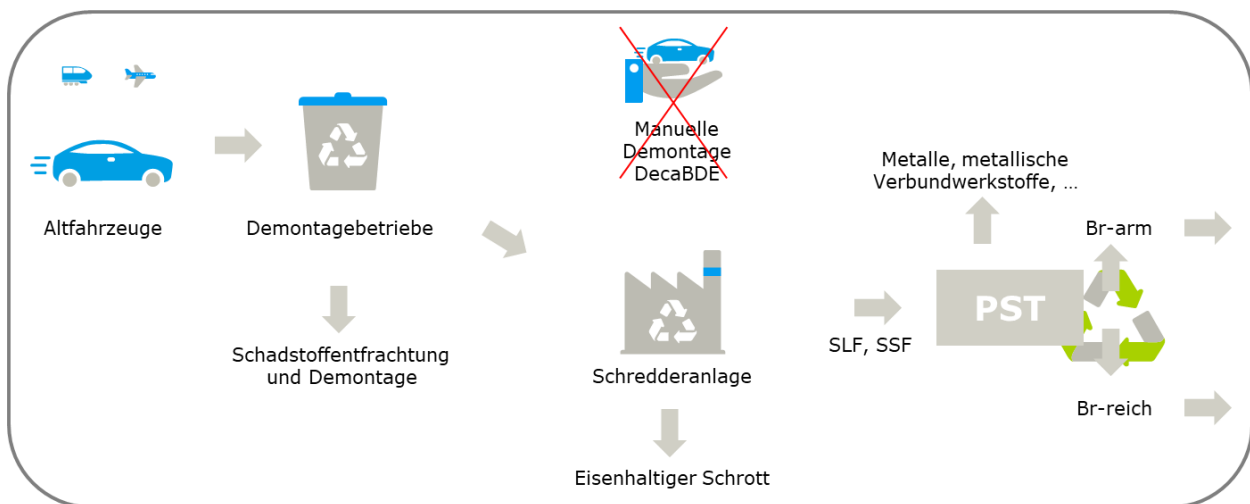 Manuelle
Demontage
DecaBDE
Metalle, metallische
Verbundwerkstoffe, ...
Altfahrzeuge
Demontagebetriebe
Br-arm
PST
SLF, SSF
Schadstoffentfrachtung
und Demontage
Schredderanlage
Br-reich
Eisenhaltiger Schrott